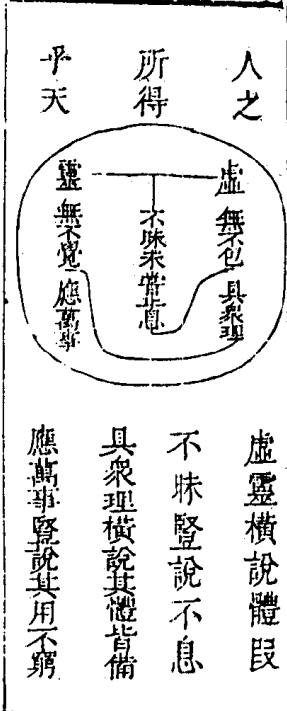 人之
所得
乎天
虛 無不包 具衆理
不昧未嘗息
靈 無不覺 應萬事
虛靈橫說體段
不昧豎說不息
具衆理橫說其體皆備
應萬事豎說其用不窮